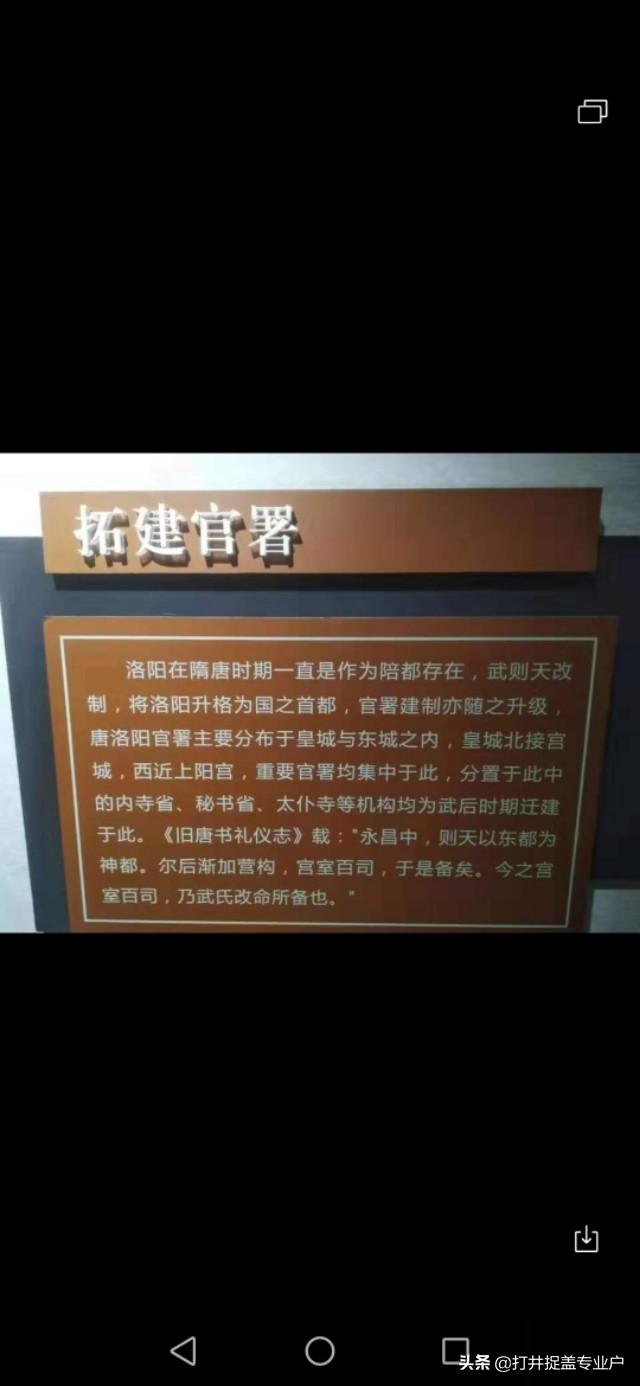 拓建官署
洛阳在隋唐时期一直是作为陪都存在，武则天改
制，将洛阳升格为国之首都，官署建制亦随之升级，
唐洛阳官署主要分布于皇城与东城之内，皇城北接宫
城，西近上阳宫，重要官署均集中于此，分置于此中
的内寺省、秘书省、太仆寺等机构均为武后时期迁建
于此。《旧唐书礼仪志》载："永昌中，则天以东都为
神都。尔后渐加营构，宫室百司，于是备矣。今之宫
室百司，乃武氏改命所备也。"
头条 @打井捉盖专业户